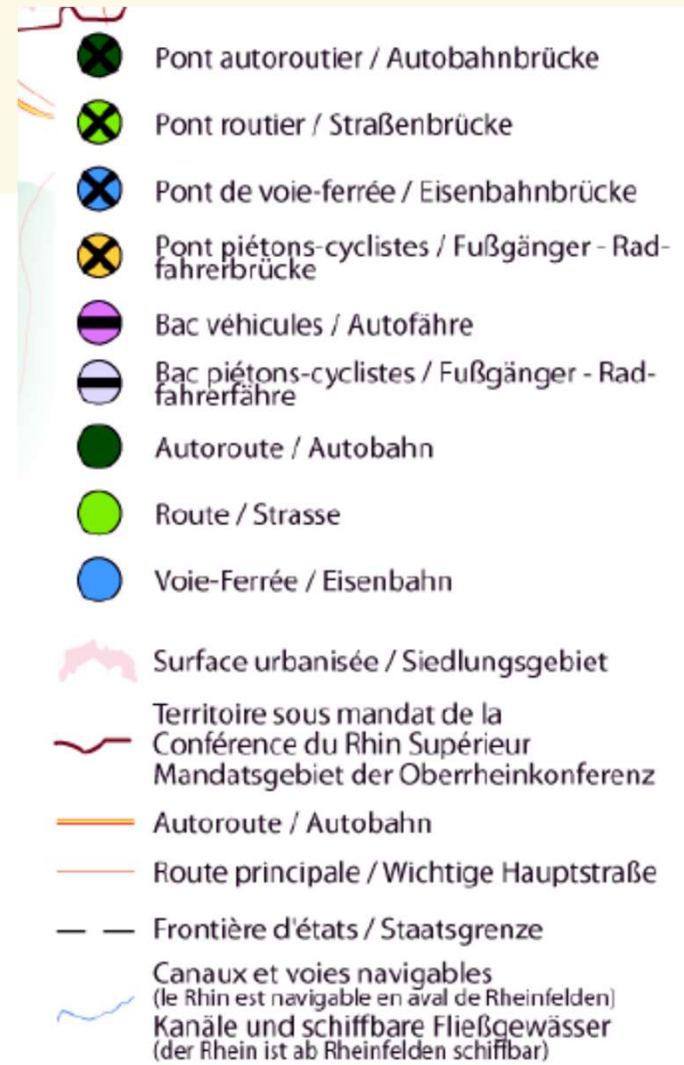 Pont autoroutier / Autobahnbrücke
Pont routier / Straßenbrücke
Pont de voie-ferrée / Eisenbahnbrücke
Pont piétons-cyclistes / Fußgänger - Rad-
fahrerbrücke
Bac véhicules / Autofähre
Bac piétons-cyclistes / Fußgänger - Rad-
fahrerfähre
Autoroute / Autobahn
Route / Strasse
Voie-Ferrée / Eisenbahn
Surface urbanisée / Siedlungsgebiet
Territoire sous mandat de la
Conférence du Rhin Supérieur
Mandatsgebiet der Oberrheinkonferenz
Autoroute / Autobahn
Route principale / Wichtige Hauptstraße
Frontière d'états / Staatsgrenze
Canaux et voies navigables
(le Rhin est navigable en aval de Rheinfelden)
Kanäle und schiffbare Fließgewässer
(der Rhein ist ab Rheinfelden schiffbar)